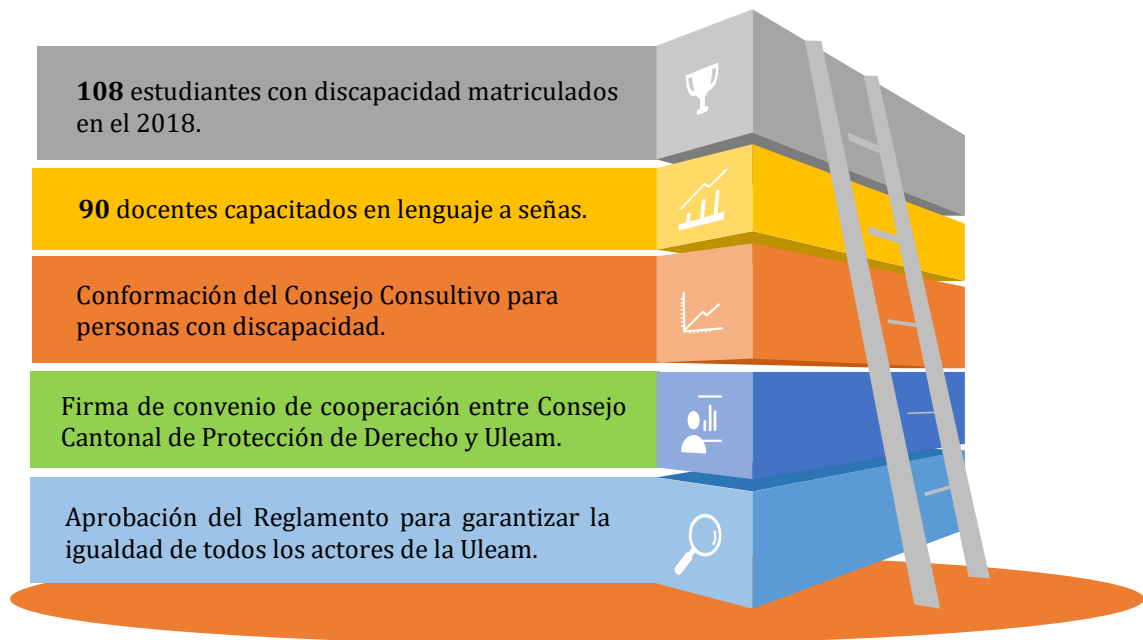 108 estudiantes con discapacidad matriculados
en el 2018.
90 docentes capacitados en lenguaje a señas.
Conformación del Consejo Consultivo para
personas con discapacidad.
Firma de convenio de cooperación entre Consejo
Cantonal de Protección de Derecho y Uleam.
Aprobación del Reglamento para garantizar la
igualdad de todos los actores de la Uleam.